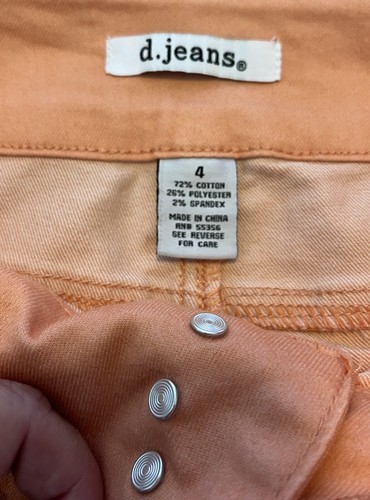 d.jeans®
4
72% COTTON
26% POLYESTER
2% SPANDEX
MADE IN CHINA
RN# 55356
SEE REVERSE
FOR CARE